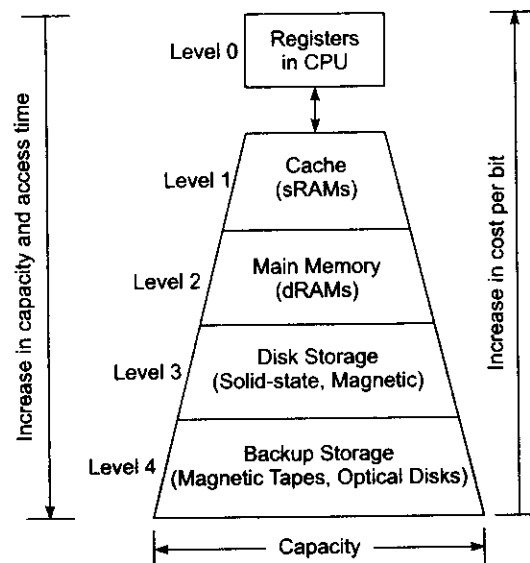 Level 0
Registers
in CPU
Level 1
Cache
(sRAMs)
Level 2
Main Memory
(dRAMs)
Level 3
Disk Storage
(Solid-state, Magnetic)
Level 4
Backup Storage
(Magnetic Tapes, Optical Disks)
Capacity
Increase in capacity and access time
Increase in cost per bit